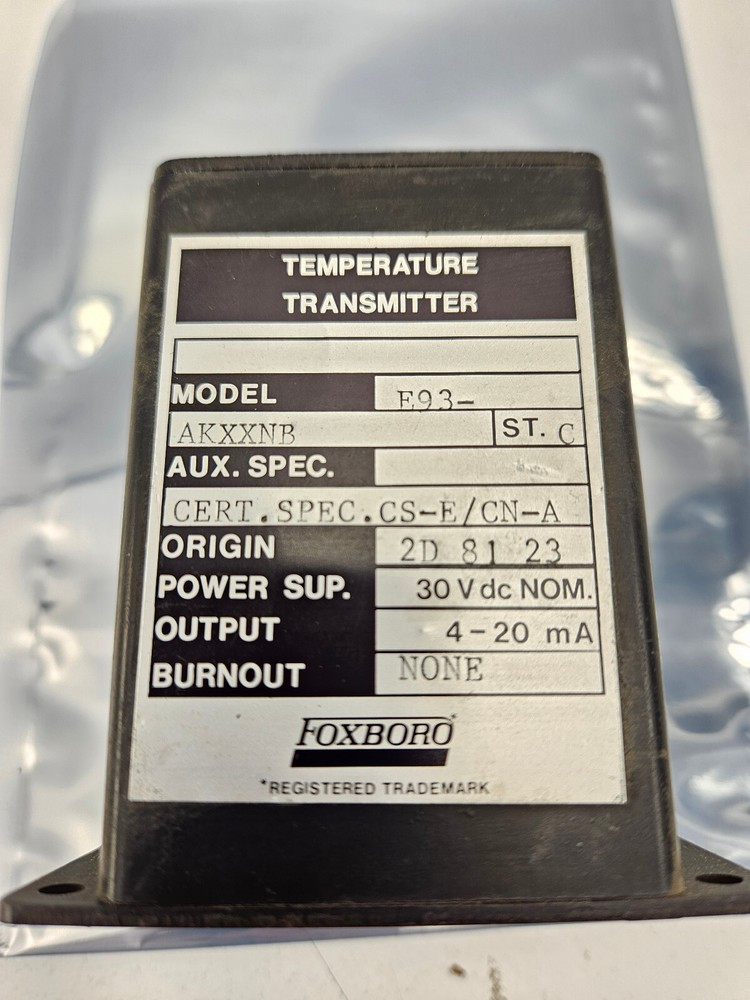 TEMPERATURE
TRANSMITTER
MODEL E93-
AKXXNB ST. C
AUX. SPEC.
CERT.SPEC.CS-E/CN-A
ORIGIN 2D 81 23
POWER SUP. 30 V dc NOM.
OUTPUT 4-20 mA
BURNOUT NONE
FOXBORO*
*REGISTERED TRADEMARK